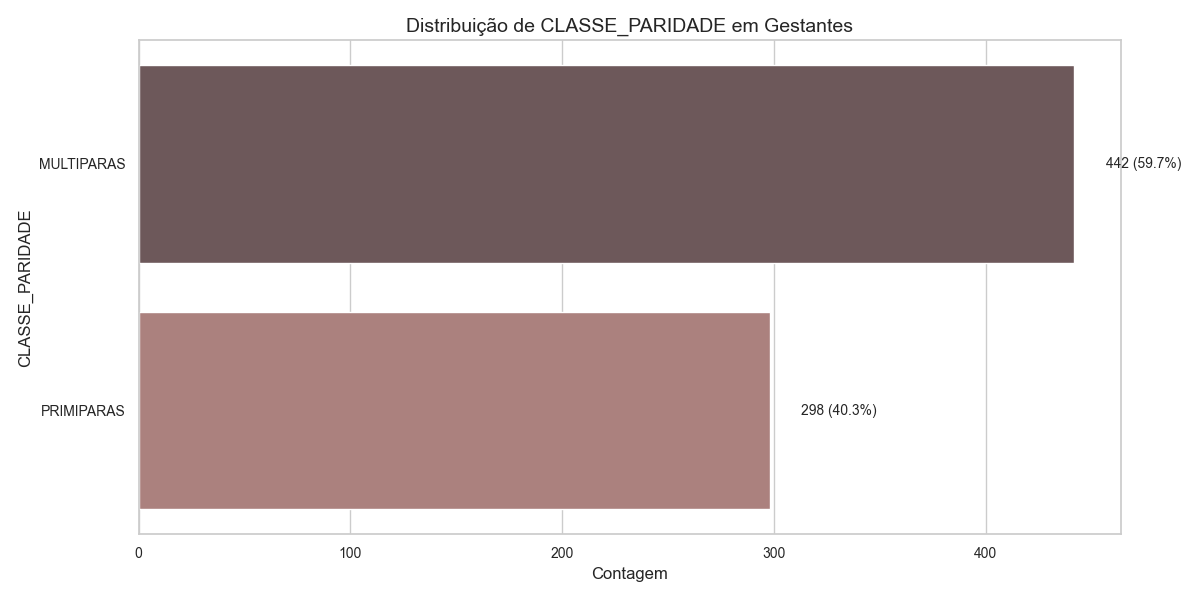 Distribuição de CLASSE_PARIDADE em Gestantes
CLASSE_PARIDADE
MULTIPARAS
442 (59.7%)
PRIMIPARAS
298 (40.3%)
0
100
200
300
400
Contagem